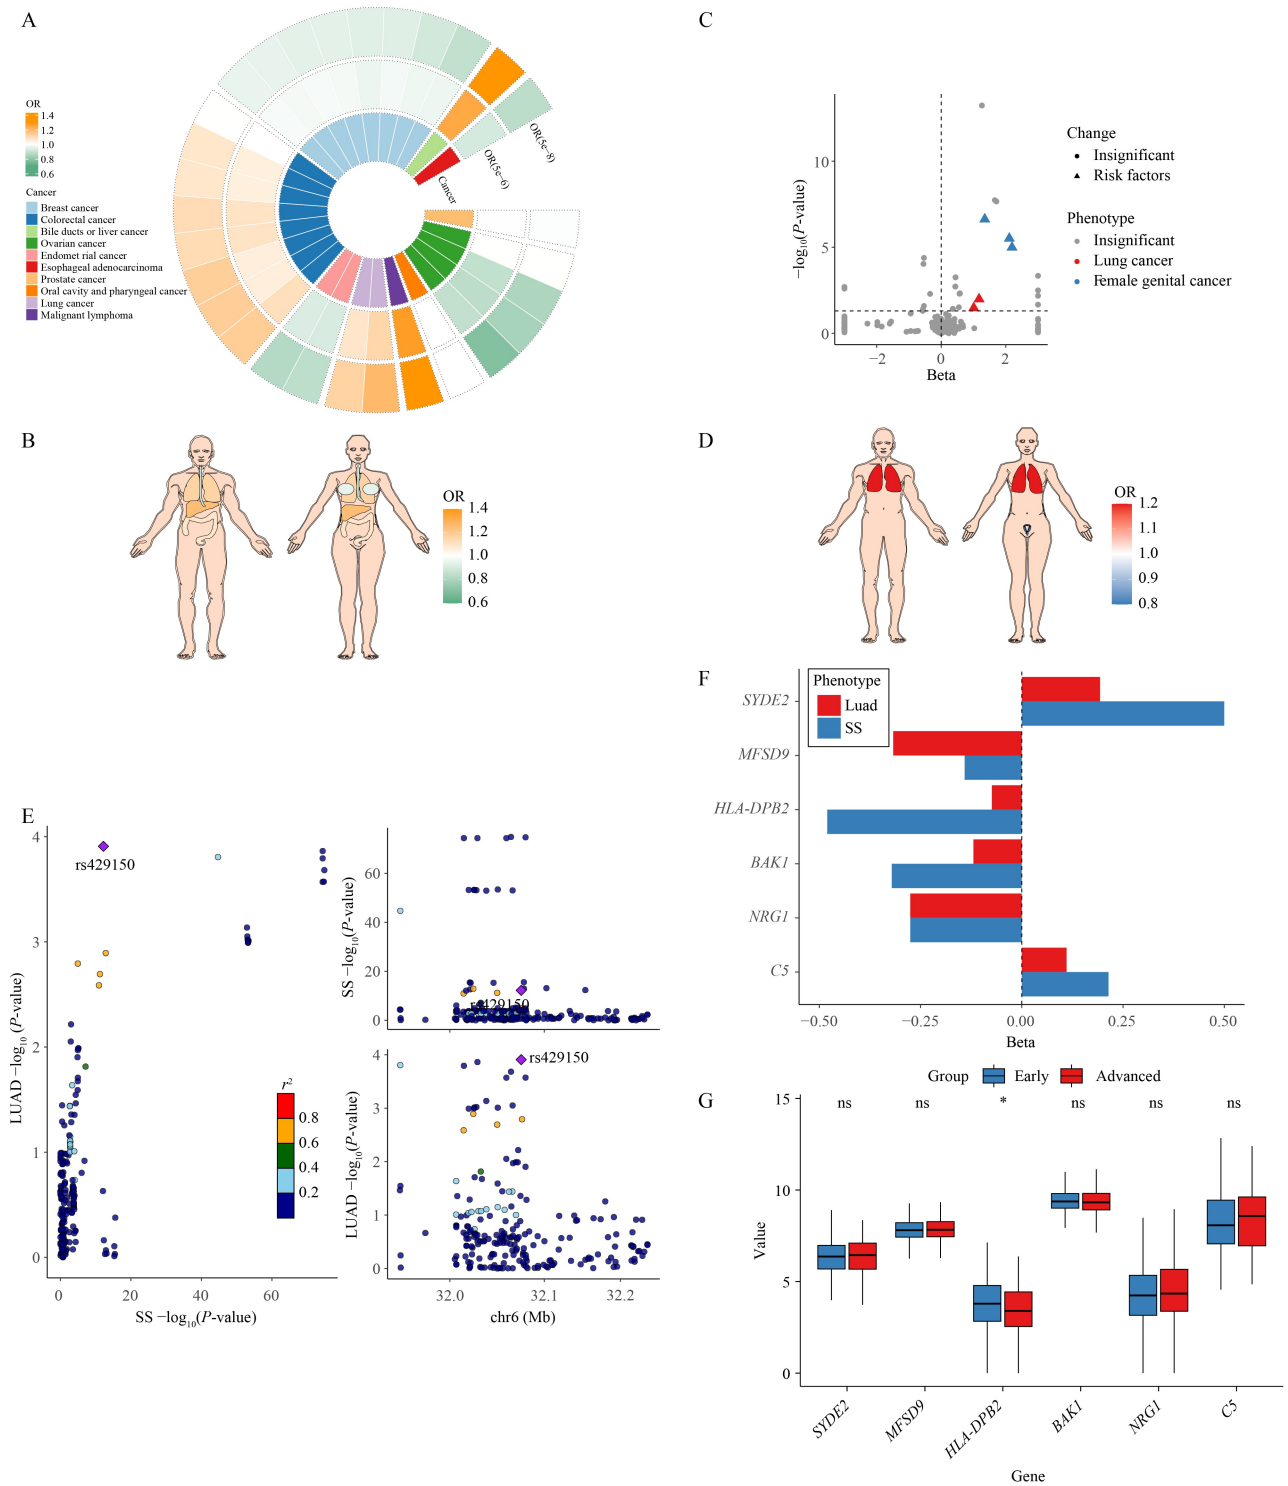 A
OR
1.4
1.2
1.0
0.8
0.6
Cancer
Breast cancer
Colorectal cancer
Bile ducts or liver cancer
Ovarian cancer
Endomet rial cancer
Esophageal adenocarcinoma
Prostate cancer
Oral cavity and pharyngeal cancer
Lung cancer
Malignant lymphoma
Cancer
OR(5e−6)
OR(5e−8)
B
OR
1.4
1.2
1.0
0.8
0.6
C
−log10(P-value)
10
5
0
−2
0
2
Beta
Change
Insignificant
Risk factors
Phenotype
Insignificant
Lung cancer
Female genital cancer
D
OR
1.2
1.1
1.0
0.9
0.8
E
LUAD −log10 (P-value)
4
3
2
1
0
rs429150
0
20
40
60
SS −log10(P-value)
r2
0.8
0.6
0.4
0.2
SS −log10(P-value)
60
40
20
0
rs429150
LUAD −log10(P-value)
4
3
2
1
0
rs429150
32.0
32.1
32.2
chr6 (Mb)
F
Phenotype
Luad
SS
SYDE2
MFSD9
HLA-DPB2
BAK1
NRG1
C5
−0.50
−0.25
0.00
0.25
0.50
Beta
G
Group
Early
Advanced
Value
15
10
5
0
ns
ns
*
ns
ns
ns
SYDE2
MFSD9
HLA-DPB2
BAK1
NRG1
C5
Gene